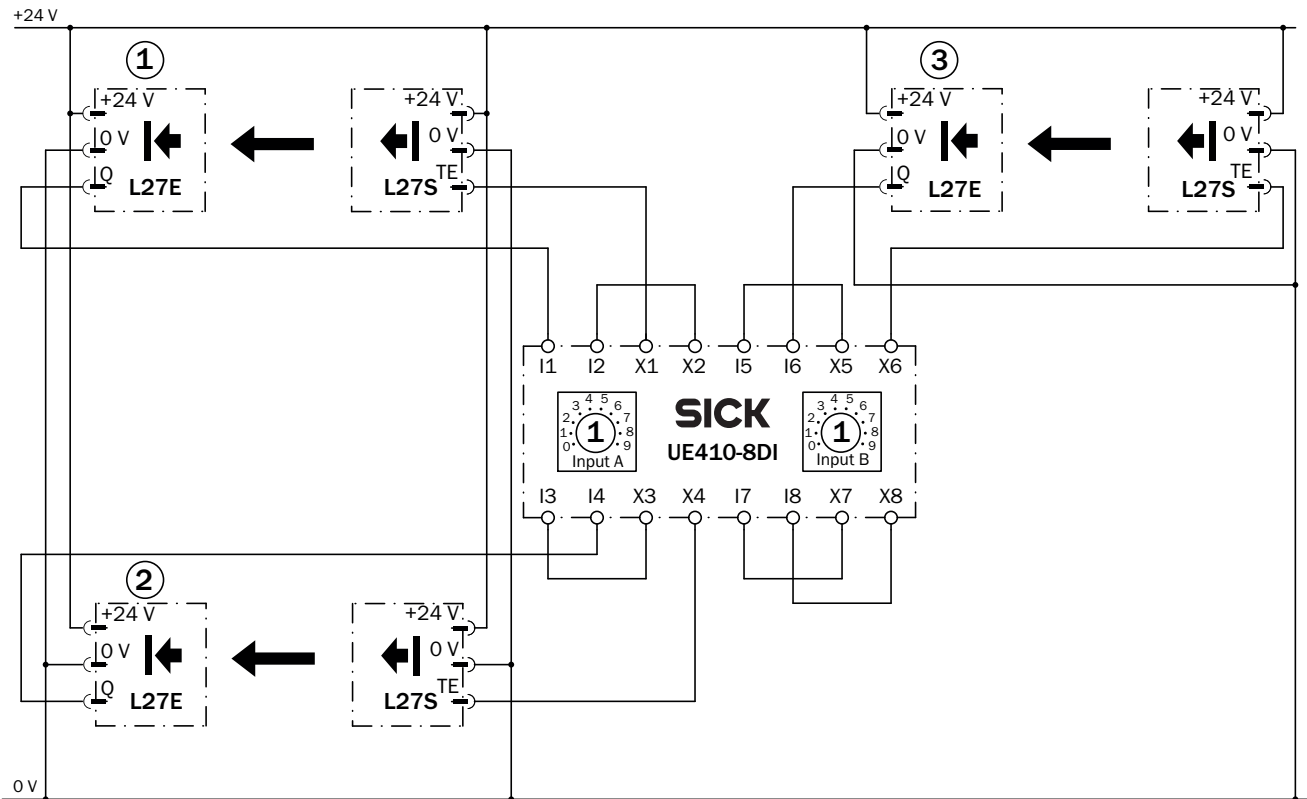 +24 V
1
3
+24 V
0 V
Q
L27E
+24 V
0 V
TE
L27S
+24 V
0 V
Q
L27E
+24 V
0 V
TE
L27S
I1 I2 X1 X2 I5 I6 X5 X6
0 1 2 3 4 5 6 7 8 9
1
Input A
SICK
UE410-8DI
0 1 2 3 4 5 6 7 8 9
1
Input B
I3 I4 X3 X4 I7 I8 X7 X8
2
+24 V
0 V
Q
L27E
+24 V
0 V
TE
L27S
0 V